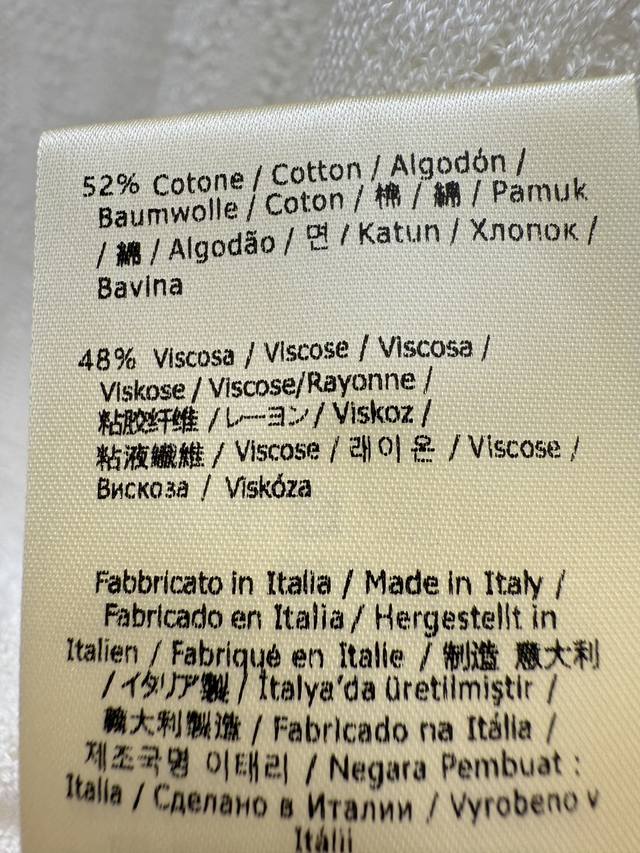 52% Cotone / Cotton / Algodón /
Baumwolle / Coton / 棉 / 綿 / Pamuk
/ 綿 / Algodão / 면 / Katun / Хлопок /
Bavlna
48% Viscosa / Viscose / Viscosa /
Viskose / Viscose/Rayonne /
粘胶纤维 / レーヨン / Viskoz /
粘液纖維 / Viscose / 레이온 / Viscose /
Вискоза / Viskóza
Fabbricato in Italia / Made in Italy /
Fabricado en Italia / Hergestellt in
Italien / Fabriqué en Italie / 制造 意大利
/ イタリア製 / İtalya'da üretilmiştir /
義大利製造 / Fabricado na Itália /
제조국명 이태리 / Negara Pembuat :
Italia / Сделано в Италии / Vyrobeno v
Itálii